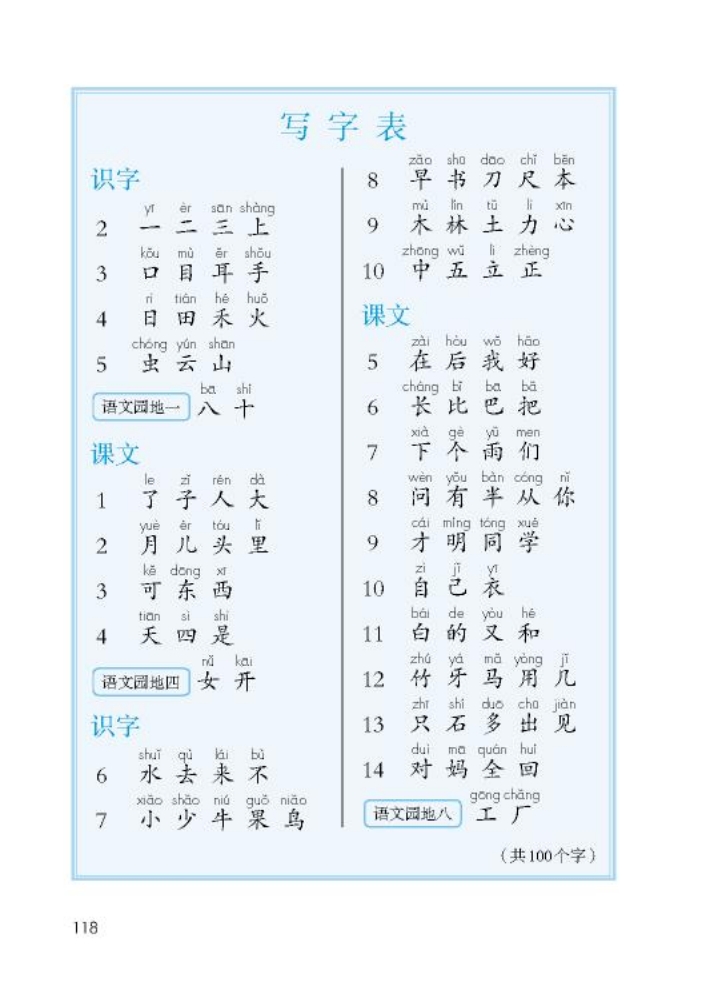 写字表
识字
yī èr sān shàng
2 一 二 三 上
kǒu mù ěr shǒu
3 口 目 耳 手
rì tián hé huǒ
4 日 田 禾 火
chóng yún shān
5 虫 云 山
bā shí
语文园地一 八 十
课文
le zǐ rén dà
1 了 子 人 大
yuè ér tóu lǐ
2 月 儿 头 里
kě dōng xī
3 可 东 西
tiān sì shì
4 天 四 是
nǚ kāi
语文园地四 女 开
识字
shuǐ qù lái bù
6 水 去 来 不
xiǎo shǎo niú guǒ niǎo
7 小 少 牛 果 鸟
zǎo shū dāo chǐ běn
8 早 书 刀 尺 本
mù lín tǔ lì xīn
9 木 林 土 力 心
zhōng wǔ lì zhèng
10 中 五 立 正
课文
zài hòu wǒ hǎo
5 在 后 我 好
cháng bǐ bā bǎ
6 长 比 巴 把
xià gè yǔ men
7 下 个 雨 们
wèn yǒu bàn cóng nǐ
8 问 有 半 从 你
cái míng tóng xué
9 才 明 同 学
zì jǐ yī
10 自 己 衣
bái de yòu hé
11 白 的 又 和
zhú yá mǎ yòng jǐ
12 竹 牙 马 用 几
zhī shí duō chū jiàn
13 只 石 多 出 见
duì mā quán huí
14 对 妈 全 回
gōng chǎng
语文园地八 工 厂
（共100个字）
118